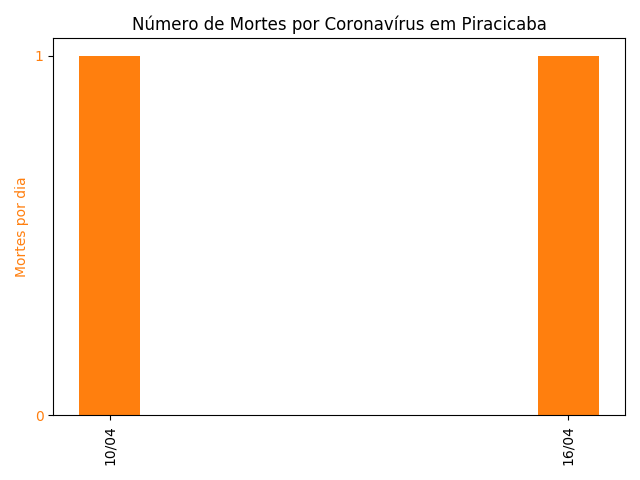 Número de Mortes por Coronavírus em Piracicaba
1
Mortes por dia
0
10/04
16/04